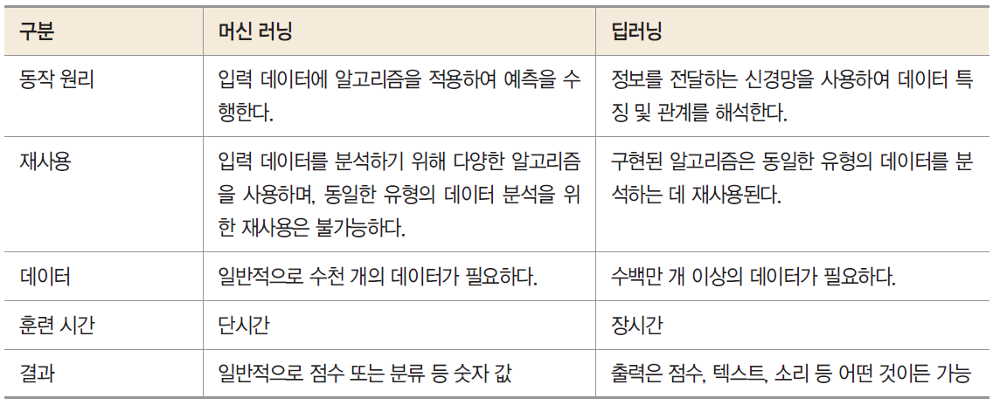 구분
머신 러닝
딥러닝
동작 원리
입력 데이터에 알고리즘을 적용하여 예측을 수
행한다.
정보를 전달하는 신경망을 사용하여 데이터 특
징 및 관계를 해석한다.
재사용
입력 데이터를 분석하기 위해 다양한 알고리즘
을 사용하며, 동일한 유형의 데이터 분석을 위
한 재사용은 불가능하다.
구현된 알고리즘은 동일한 유형의 데이터를 분
석하는 데 재사용된다.
데이터
일반적으로 수천 개의 데이터가 필요하다.
수백만 개 이상의 데이터가 필요하다.
훈련 시간
단시간
장시간
결과
일반적으로 점수 또는 분류 등 숫자 값
출력은 점수, 텍스트, 소리 등 어떤 것이든 가능